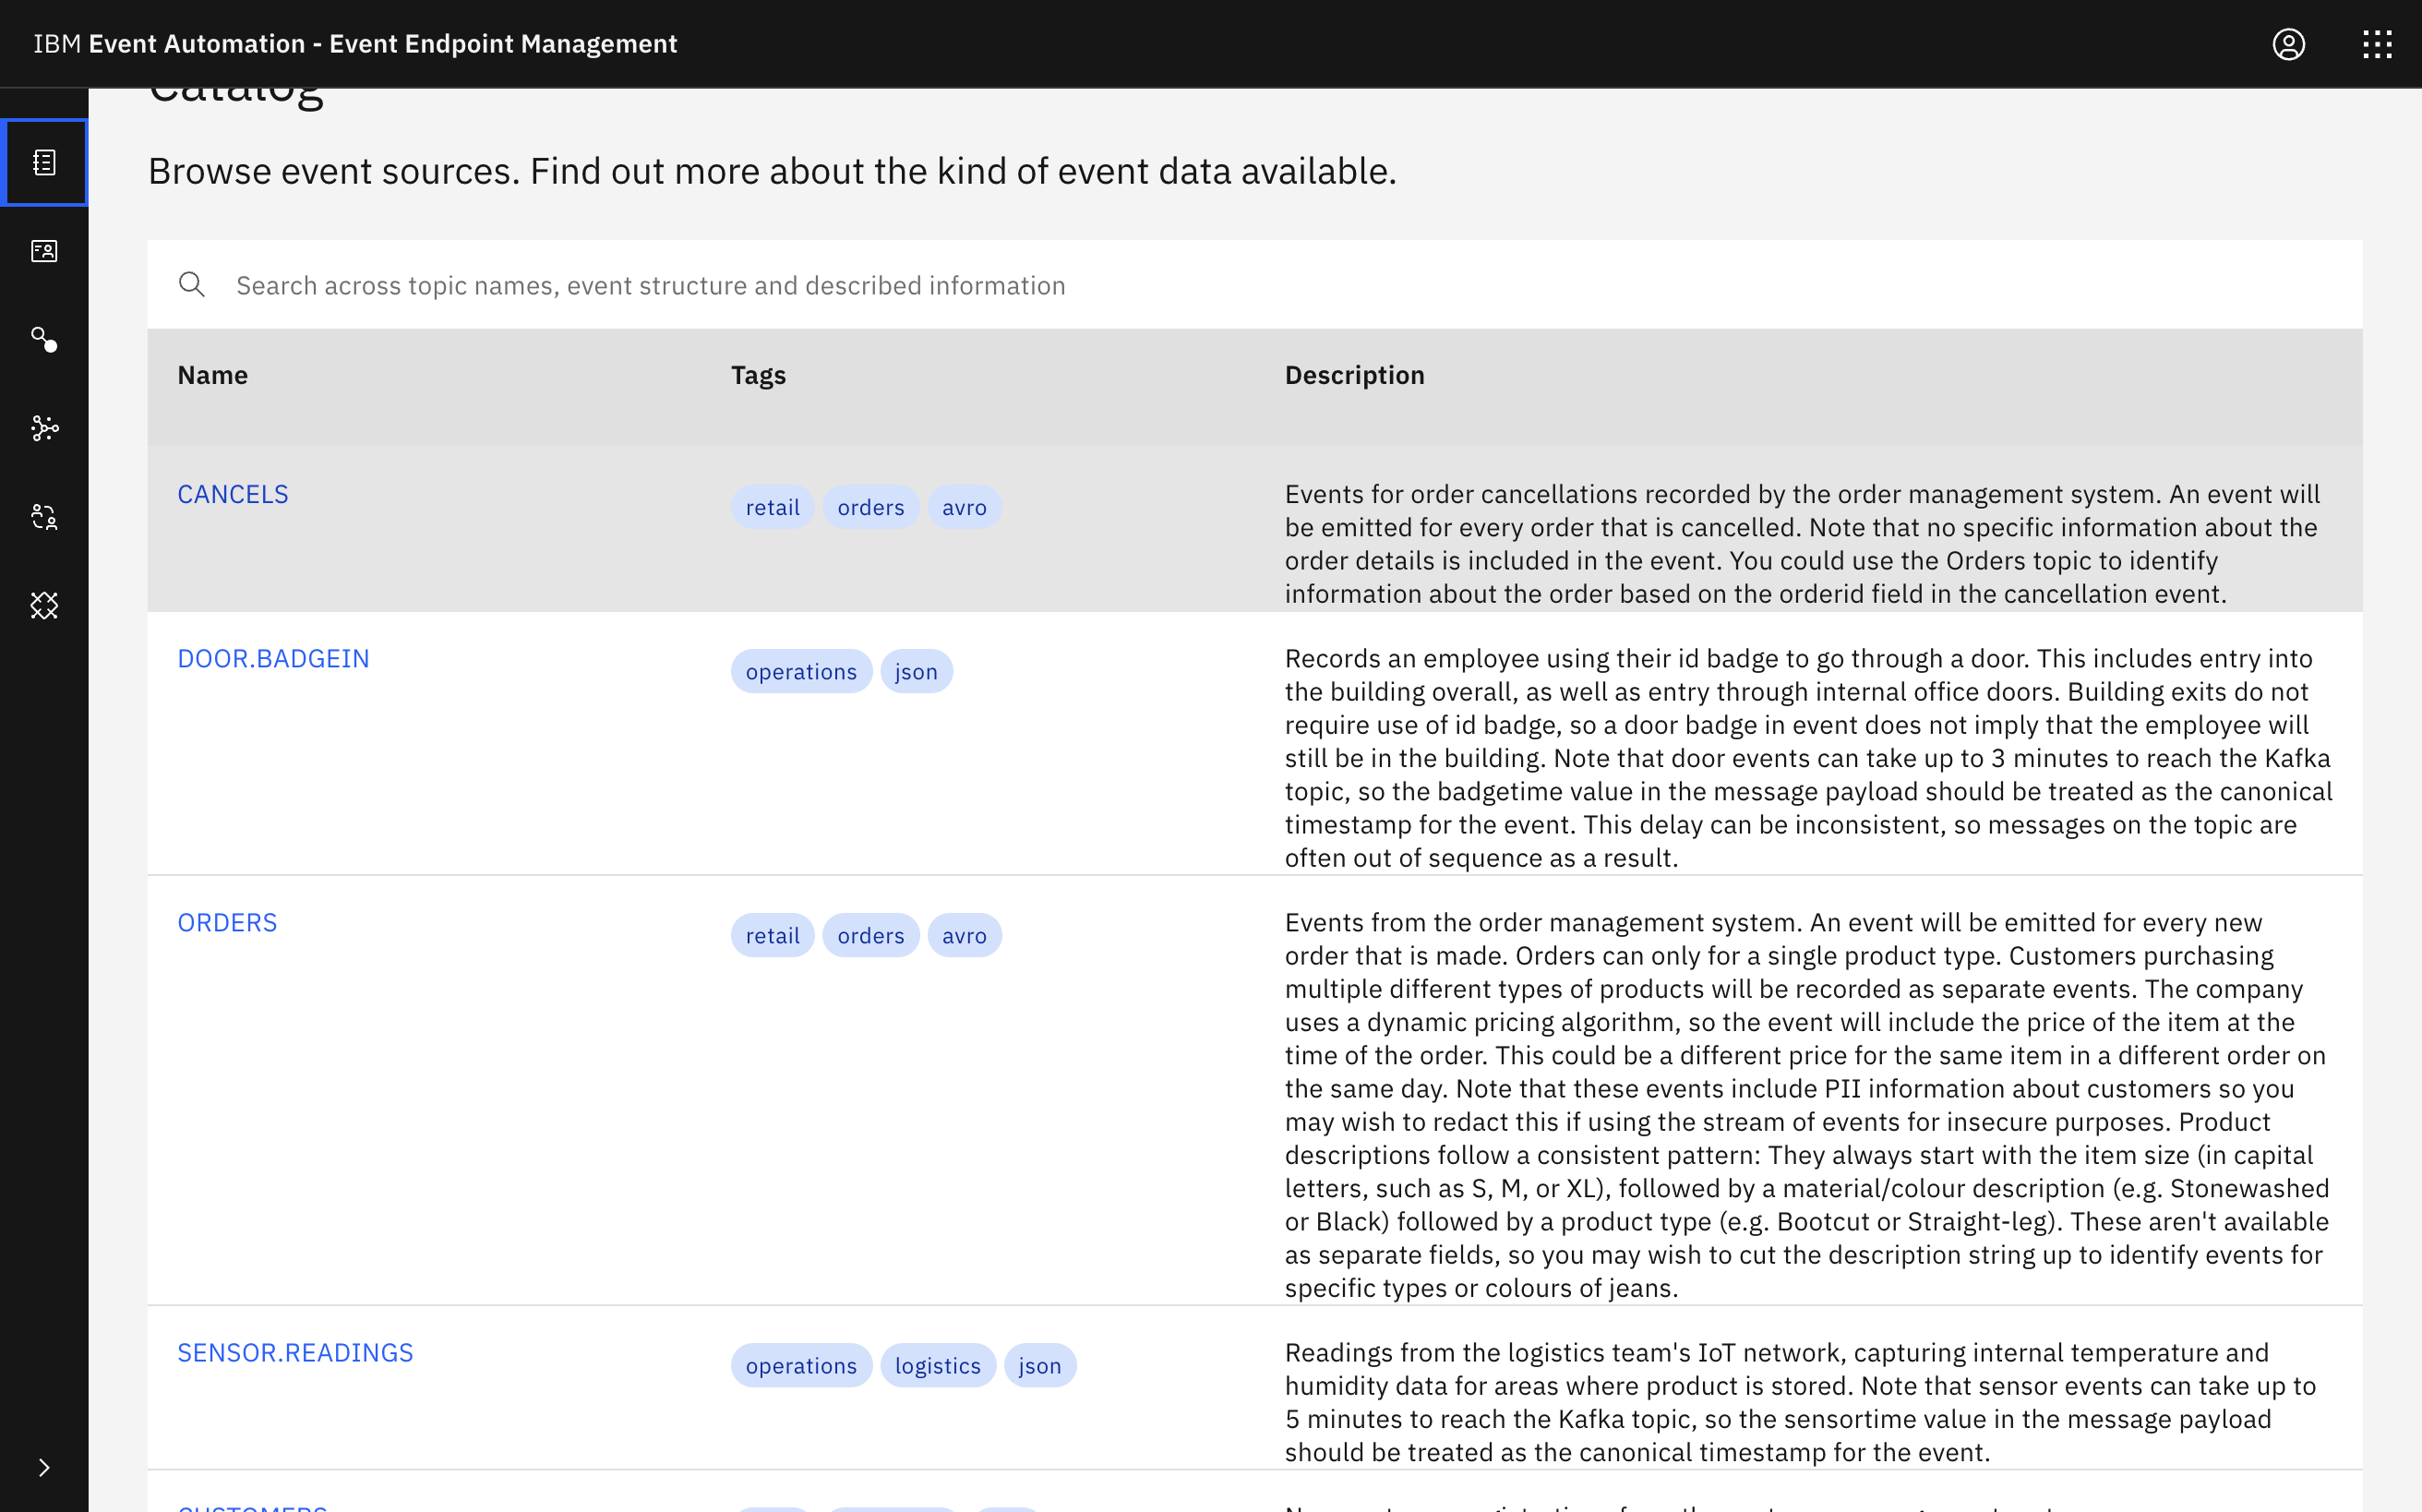 IBM Event Automation - Event Endpoint Management
Catalog
Browse event sources. Find out more about the kind of event data available.
Search across topic names, event structure and described information
Name Tags Description
CANCELS retail orders avro
Events for order cancellations recorded by the order management system. An event will
be emitted for every order that is cancelled. Note that no specific information about the
order details is included in the event. You could use the Orders topic to identify
information about the order based on the orderid field in the cancellation event.
DOOR.BADGEIN operations json
Records an employee using their id badge to go through a door. This includes entry into
the building overall, as well as entry through internal office doors. Building exits do not
require use of id badge, so a door badge in event does not imply that the employee will
still be in the building. Note that door events can take up to 3 minutes to reach the Kafka
topic, so the badgetime value in the message payload should be treated as the canonical
timestamp for the event. This delay can be inconsistent, so messages on the topic are
often out of sequence as a result.
ORDERS retail orders avro
Events from the order management system. An event will be emitted for every new
order that is made. Orders can only for a single product type. Customers purchasing
multiple different types of products will be recorded as separate events. The company
uses a dynamic pricing algorithm, so the event will include the price of the item at the
time of the order. This could be a different price for the same item in a different order on
the same day. Note that these events include PII information about customers so you
may wish to redact this if using the stream of events for insecure purposes. Product
descriptions follow a consistent pattern: They always start with the item size (in capital
letters, such as S, M, or XL), followed by a material/colour description (e.g. Stonewashed
or Black) followed by a product type (e.g. Bootcut or Straight-leg). These aren't available
as separate fields, so you may wish to cut the description string up to identify events for
specific types or colours of jeans.
SENSOR.READINGS operations logistics json
Readings from the logistics team's IoT network, capturing internal temperature and
humidity data for areas where product is stored. Note that sensor events can take up to
5 minutes to reach the Kafka topic, so the sensortime value in the message payload
should be treated as the canonical timestamp for the event.
CUSTOMERS